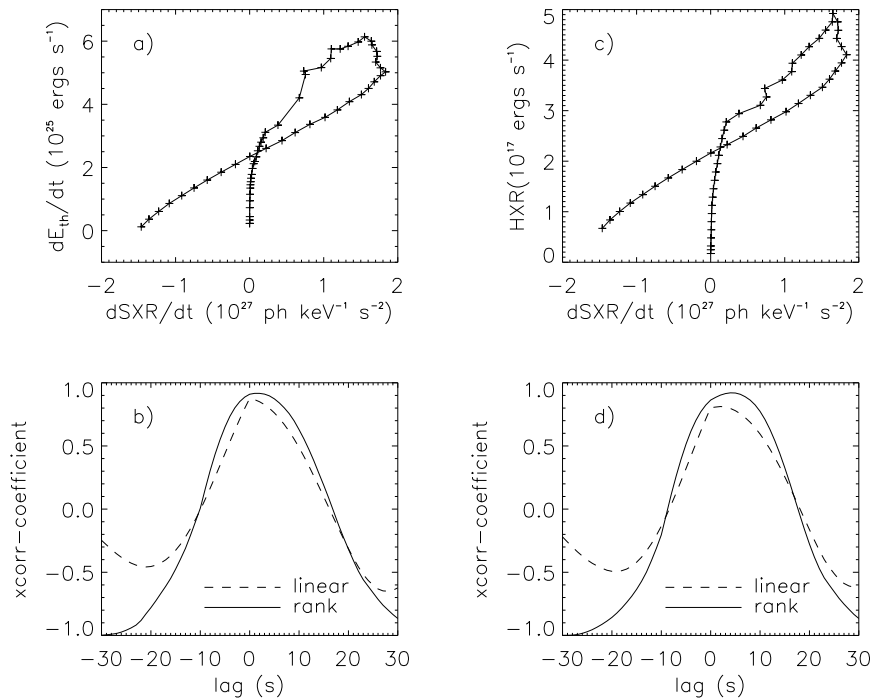 a)
6
4
2
0
dE_th/dt (10^25 ergs s^-1)
-2 -1 0 1 2
dSXR/dt (10^27 ph keV^-1 s^-2)
c)
5
4
3
2
1
0
HXR(10^17 ergs s^-1)
-2 -1 0 1 2
dSXR/dt (10^27 ph keV^-1 s^-2)
b)
1.0
0.5
0.0
-0.5
-1.0
xcorr-coefficient
linear
rank
-30 -20 -10 0 10 20 30
lag (s)
d)
1.0
0.5
0.0
-0.5
-1.0
xcorr-coefficient
linear
rank
-30 -20 -10 0 10 20 30
lag (s)